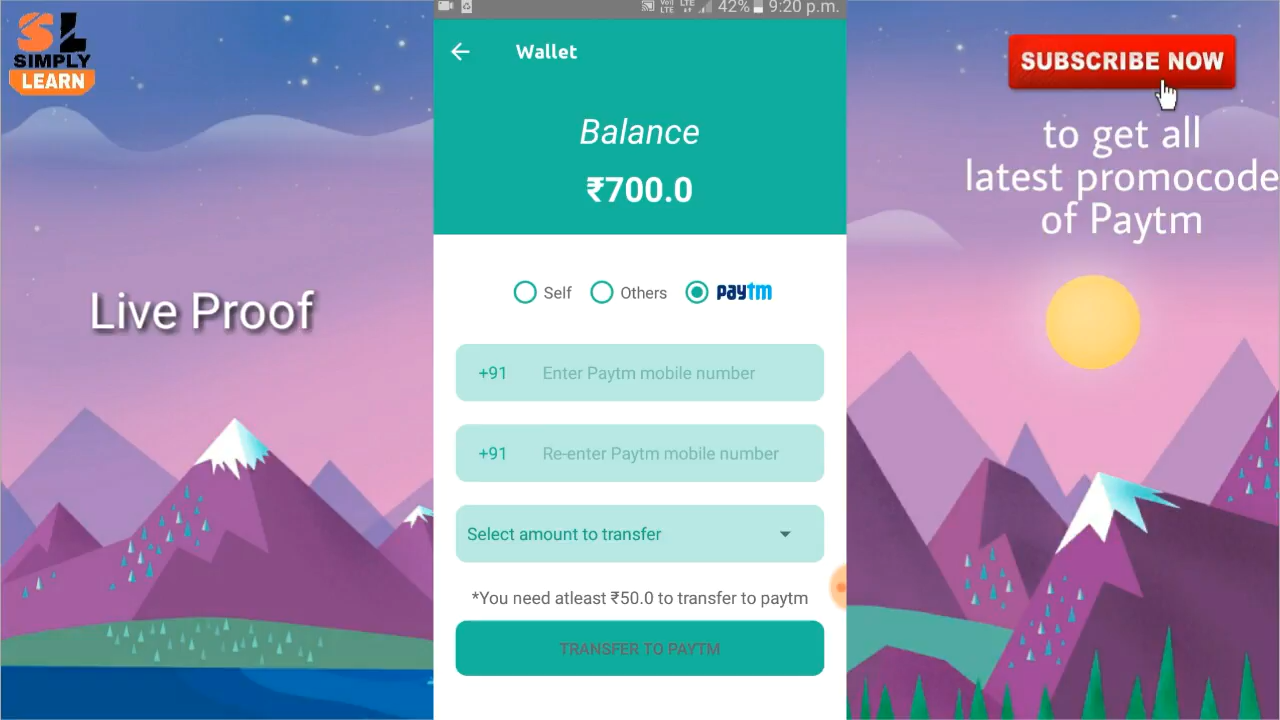 SL
SIMPLY
LEARN
Live Proof
LTE 42% 9:20 p.m.
Wallet
Balance
₹700.0
Self Others paytm
+91 Enter Paytm mobile number
+91 Re-enter Paytm mobile number
Select amount to transfer
*You need atleast ₹50.0 to transfer to paytm
TRANSFER TO PAYTM
SUBSCRIBE NOW
to get all
latest promocode
of Paytm